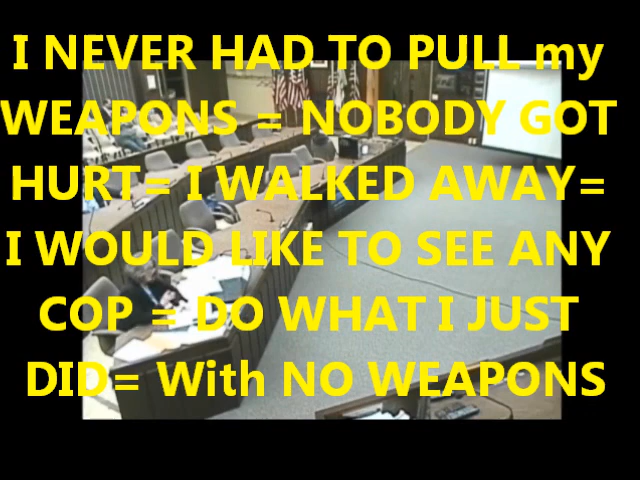 I NEVER HAD TO PULL my
WEAPONS = NOBODY GOT
HURT= I WALKED AWAY=
I WOULD LIKE TO SEE ANY
COP = DO WHAT I JUST
DID= With NO WEAPONS